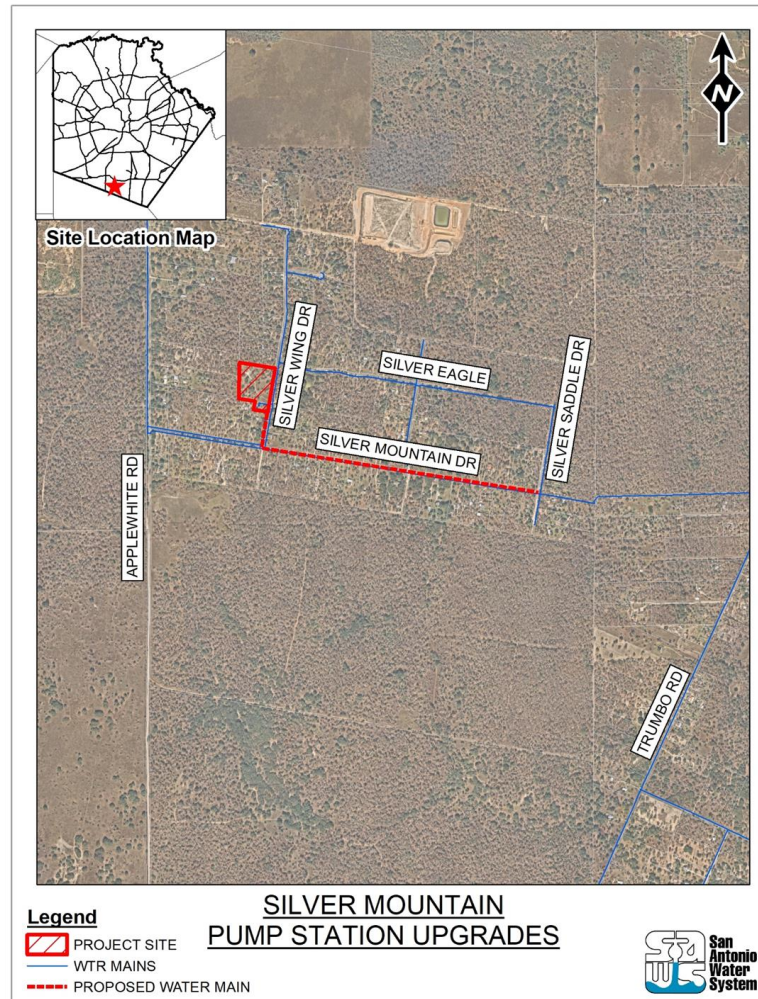 N
Site Location Map
SILVER WING DR
SILVER EAGLE
SILVER SADDLE DR
SILVER MOUNTAIN DR
APPLEWHITE RD
TRUMBO RD
SILVER MOUNTAIN
PUMP STATION UPGRADES
Legend
PROJECT SITE
WTR MAINS
PROPOSED WATER MAIN
SAWS
San
Antonio
Water
System